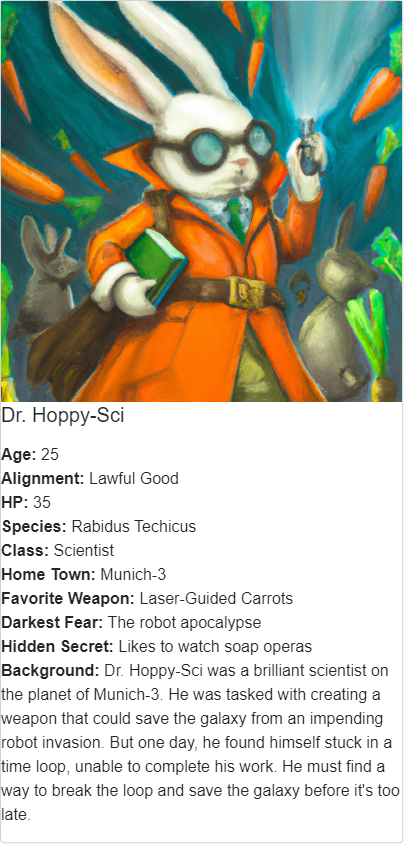 Dr. Hoppy-Sci
Age: 25
Alignment: Lawful Good
HP: 35
Species: Rabidus Techicus
Class: Scientist
Home Town: Munich-3
Favorite Weapon: Laser-Guided Carrots
Darkest Fear: The robot apocalypse
Hidden Secret: Likes to watch soap operas
Background: Dr. Hoppy-Sci was a brilliant scientist on
the planet of Munich-3. He was tasked with creating a
weapon that could save the galaxy from an impending
robot invasion. But one day, he found himself stuck in a
time loop, unable to complete his work. He must find a
way to break the loop and save the galaxy before it's too
late.